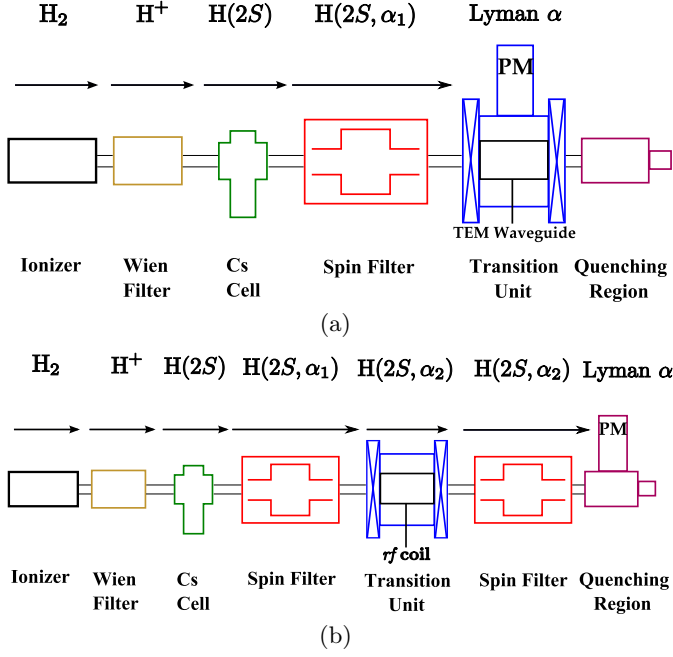 H₂ H⁺ H(2S) H(2S, α₁) Lyman α
PM
TEM Waveguide
Ionizer Wien Cs Spin Filter Transition Quenching
Filter Cell Unit Region
(a)
H₂ H⁺ H(2S) H(2S, α₁) H(2S, α₂) H(2S, α₂) Lyman α
PM
rf coil
Ionizer Wien Cs Spin Filter Transition Spin Filter Quenching
Filter Cell Unit Region
(b)